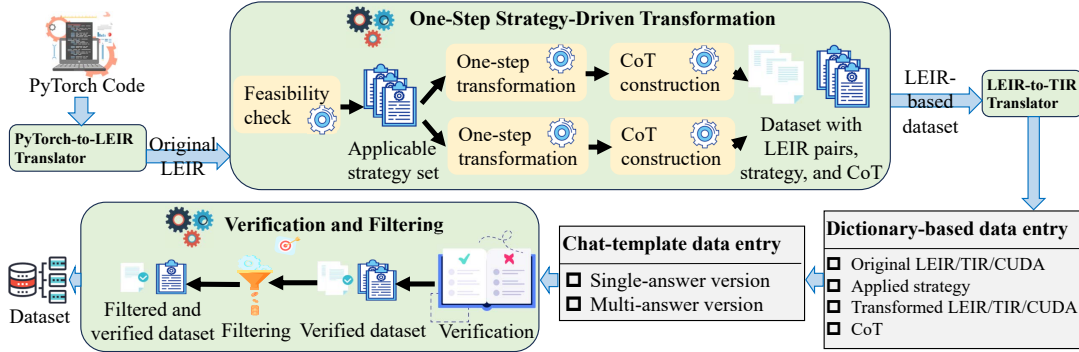 One-Step Strategy-Driven Transformation
PyTorch Code
PyTorch-to-LEIR
Translator
Original
LEIR
Feasibility
check
Applicable
strategy set
One-step
transformation
CoT
construction
One-step
transformation
CoT
construction
Dataset with
LEIR pairs,
strategy, and CoT
LEIR-
based
dataset
LEIR-to-TIR
Translator
Dictionary-based data entry
Original LEIR/TIR/CUDA
Applied strategy
Transformed LEIR/TIR/CUDA
CoT
Chat-template data entry
Single-answer version
Multi-answer version
Verification and Filtering
Verification
Verified dataset
Filtering
Filtered and
verified dataset
Dataset